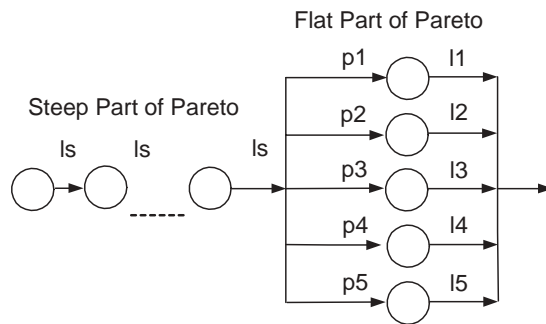 Flat Part of Pareto
Steep Part of Pareto
ls ls ls
p1 l1
p2 l2
p3 l3
p4 l4
p5 l5